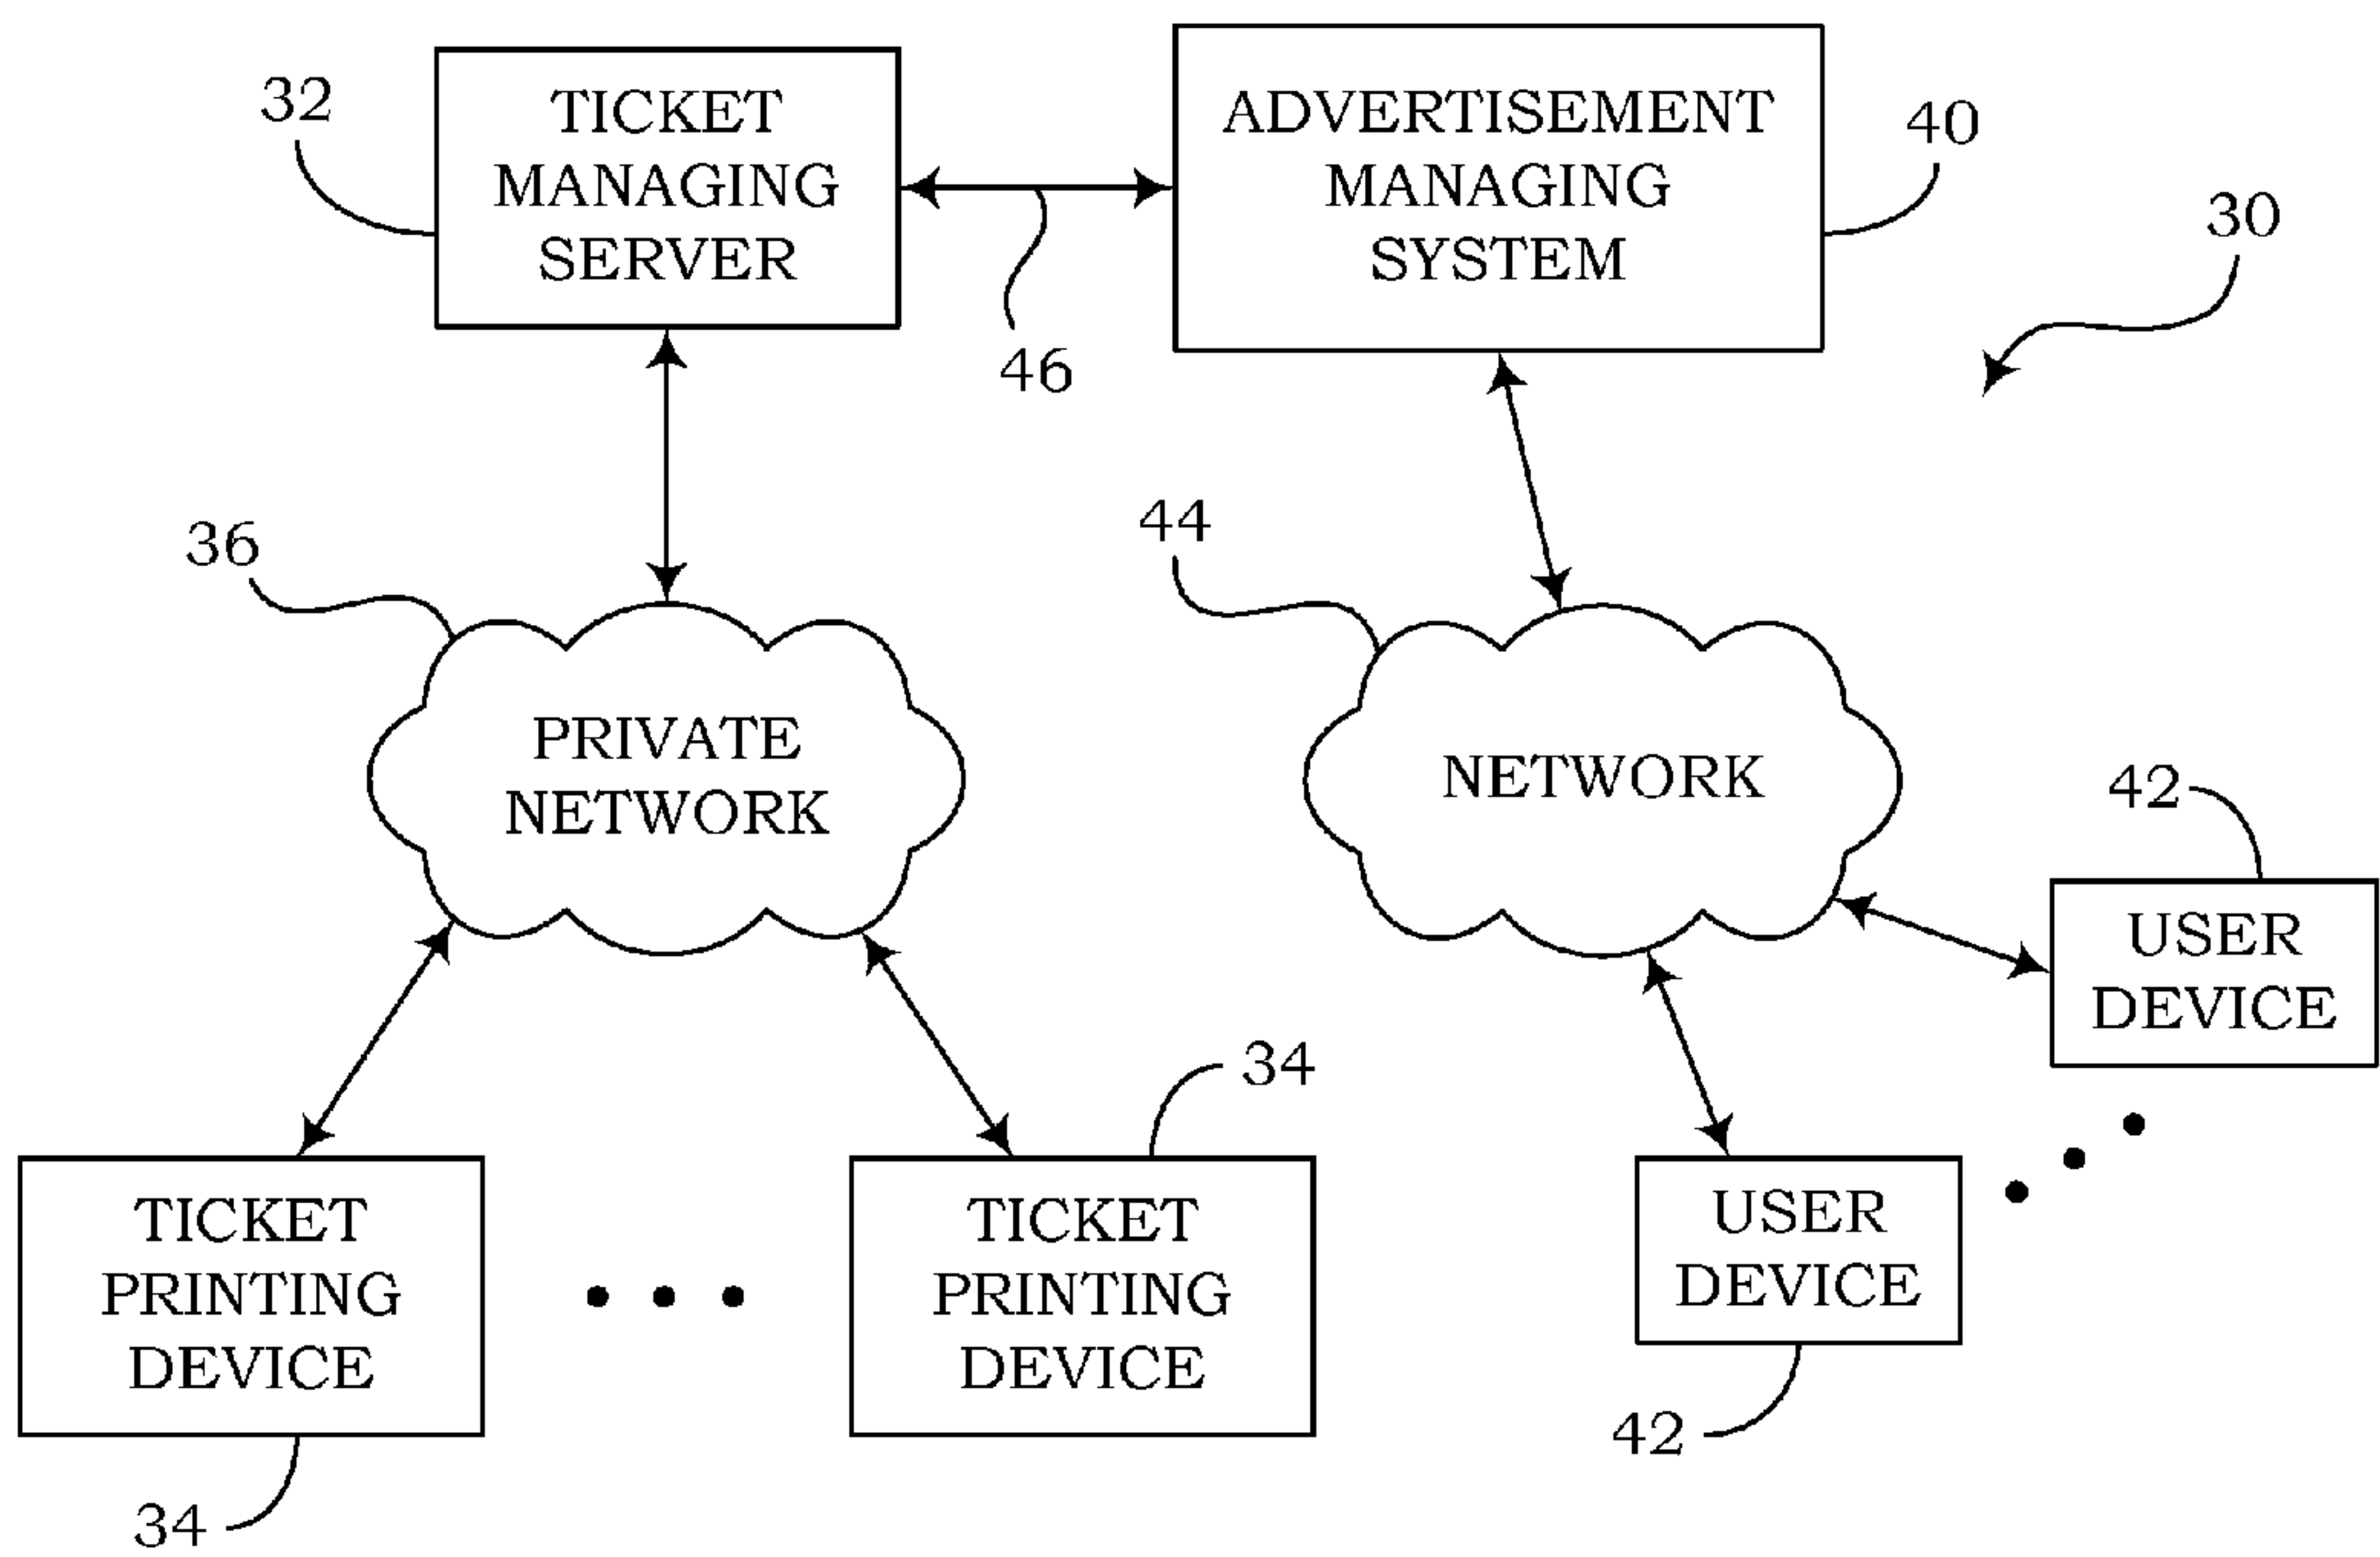 32
TICKET
MANAGING
SERVER
ADVERTISEMENT
MANAGING
SYSTEM
40
30
46
36
44
PRIVATE
NETWORK
NETWORK
42
USER
DEVICE
34
TICKET
PRINTING
DEVICE
TICKET
PRINTING
DEVICE
USER
DEVICE
42
34